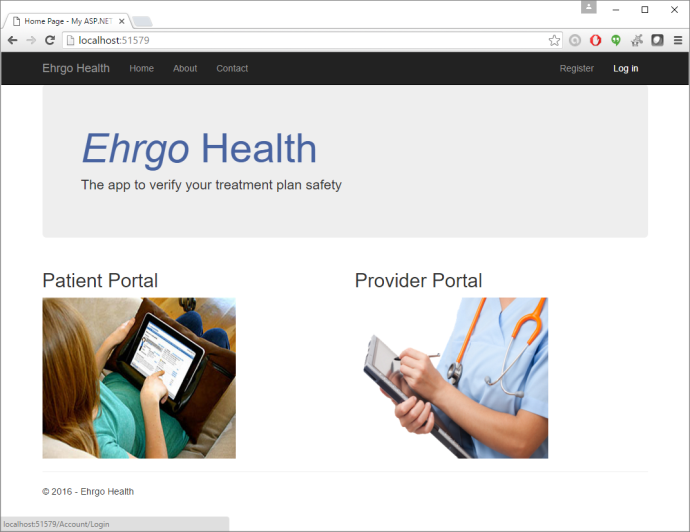 Home Page - My ASP.NET
localhost:51579
Ehrgo Health Home About Contact Register Log in
Ehrgo Health
The app to verify your treatment plan safety
Patient Portal
Provider Portal
© 2016 - Ehrgo Health
localhost:51579/Account/Login